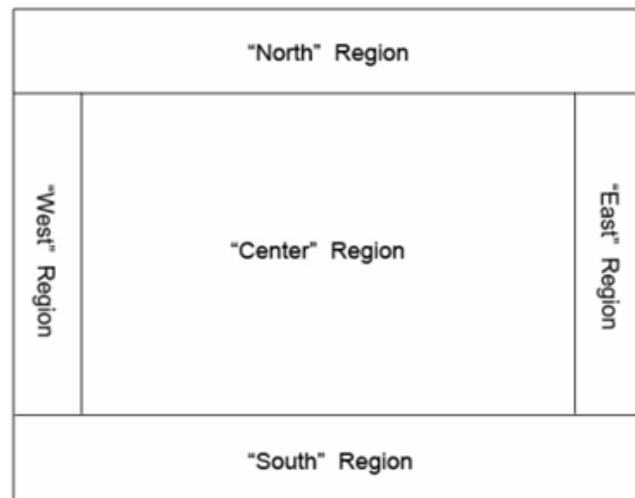 “North” Region
“West” Region
“Center” Region
“East” Region
“South” Region